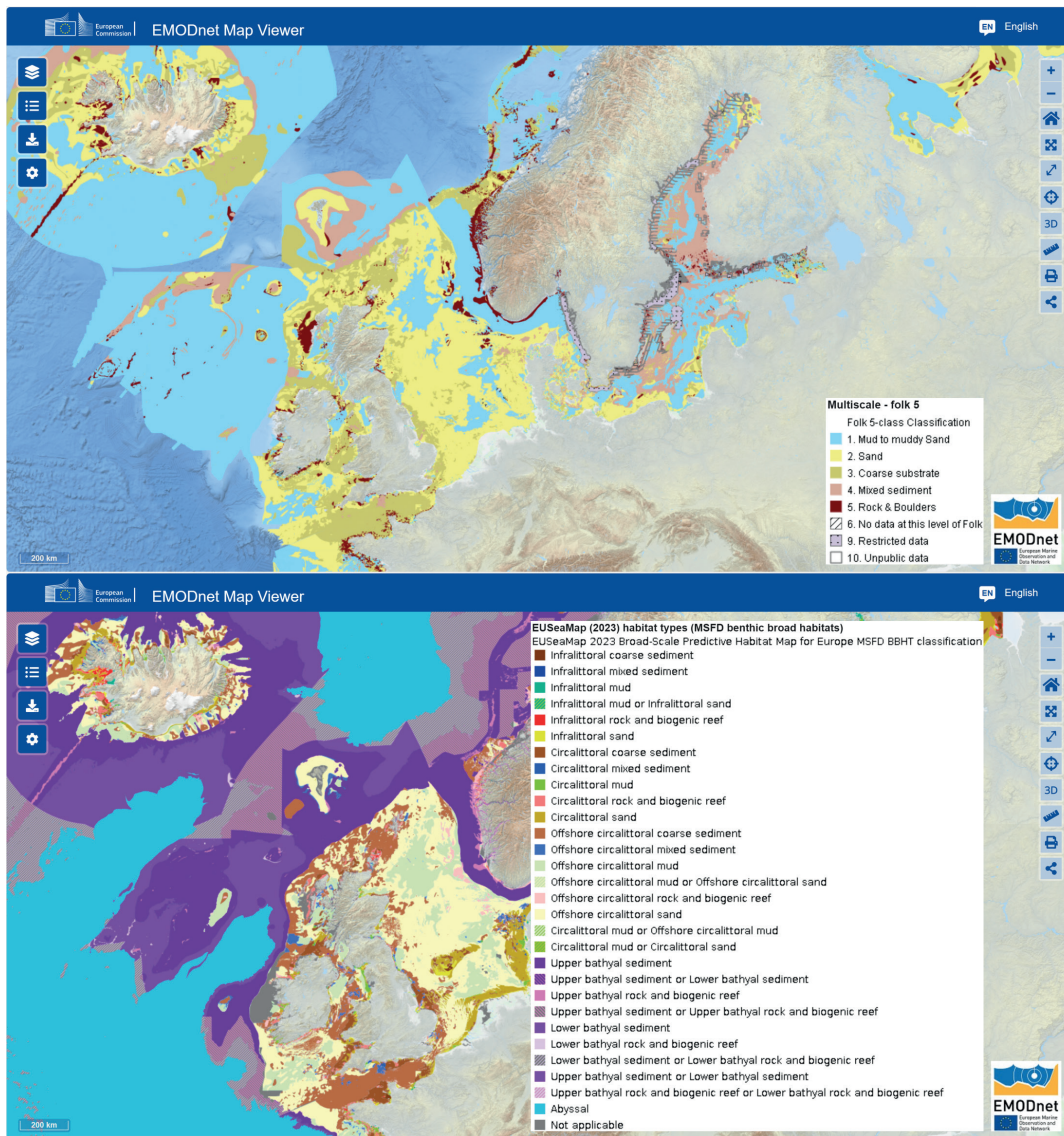 European
Commission
EMODnet Map Viewer
EN English
3D
Multiscale - folk 5
Folk 5-class Classification
1. Mud to muddy Sand
2. Sand
3. Coarse substrate
4. Mixed sediment
5. Rock & Boulders
6. No data at this level of Folk
9. Restricted data
10. Unpublic data
200 km
EMODnet
European Marine
Observation and
Data Network
European
Commission
EMODnet Map Viewer
EN English
3D
EUSeaMap (2023) habitat types (MSFD benthic broad habitats)
EUSeaMap 2023 Broad-Scale Predictive Habitat Map for Europe MSFD BBHT classification
Infralittoral coarse sediment
Infralittoral mixed sediment
Infralittoral mud
Infralittoral mud or Infralittoral sand
Infralittoral rock and biogenic reef
Infralittoral sand
Circalittoral coarse sediment
Circalittoral mixed sediment
Circalittoral mud
Circalittoral rock and biogenic reef
Circalittoral sand
Offshore circalittoral coarse sediment
Offshore circalittoral mixed sediment
Offshore circalittoral mud
Offshore circalittoral mud or Offshore circalittoral sand
Offshore circalittoral rock and biogenic reef
Offshore circalittoral sand
Circalittoral mud or Offshore circalittoral mud
Circalittoral mud or Circalittoral sand
Upper bathyal sediment
Upper bathyal sediment or Lower bathyal sediment
Upper bathyal rock and biogenic reef
Upper bathyal sediment or Upper bathyal rock and biogenic reef
Lower bathyal sediment
Lower bathyal rock and biogenic reef
Lower bathyal sediment or Lower bathyal rock and biogenic reef
Upper bathyal sediment or Lower bathyal sediment
Upper bathyal rock and biogenic reef or Lower bathyal rock and biogenic reef
Abyssal
Not applicable
200 km
EMODnet
European Marine
Observation and
Data Network